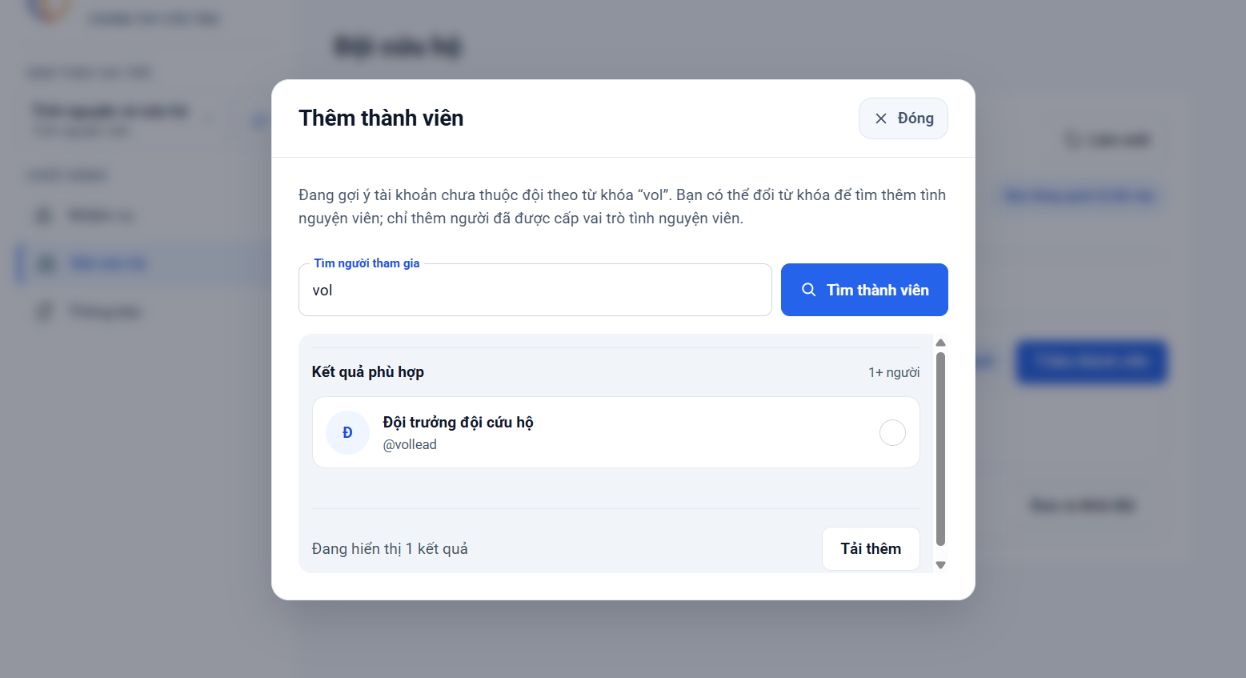 Đội cứu hộ
Thêm thành viên
Đóng
Đang gợi ý tài khoản chưa thuộc đội theo từ khóa “vol”. Bạn có thể đổi từ khóa để tìm thêm tình
nguyện viên; chỉ thêm người đã được cấp vai trò tình nguyện viên.
Tìm người tham gia
vol
Tìm thành viên
Kết quả phù hợp
1+ người
Đ
Đội trưởng đội cứu hộ
@vollead
Đang hiển thị 1 kết quả
Tải thêm